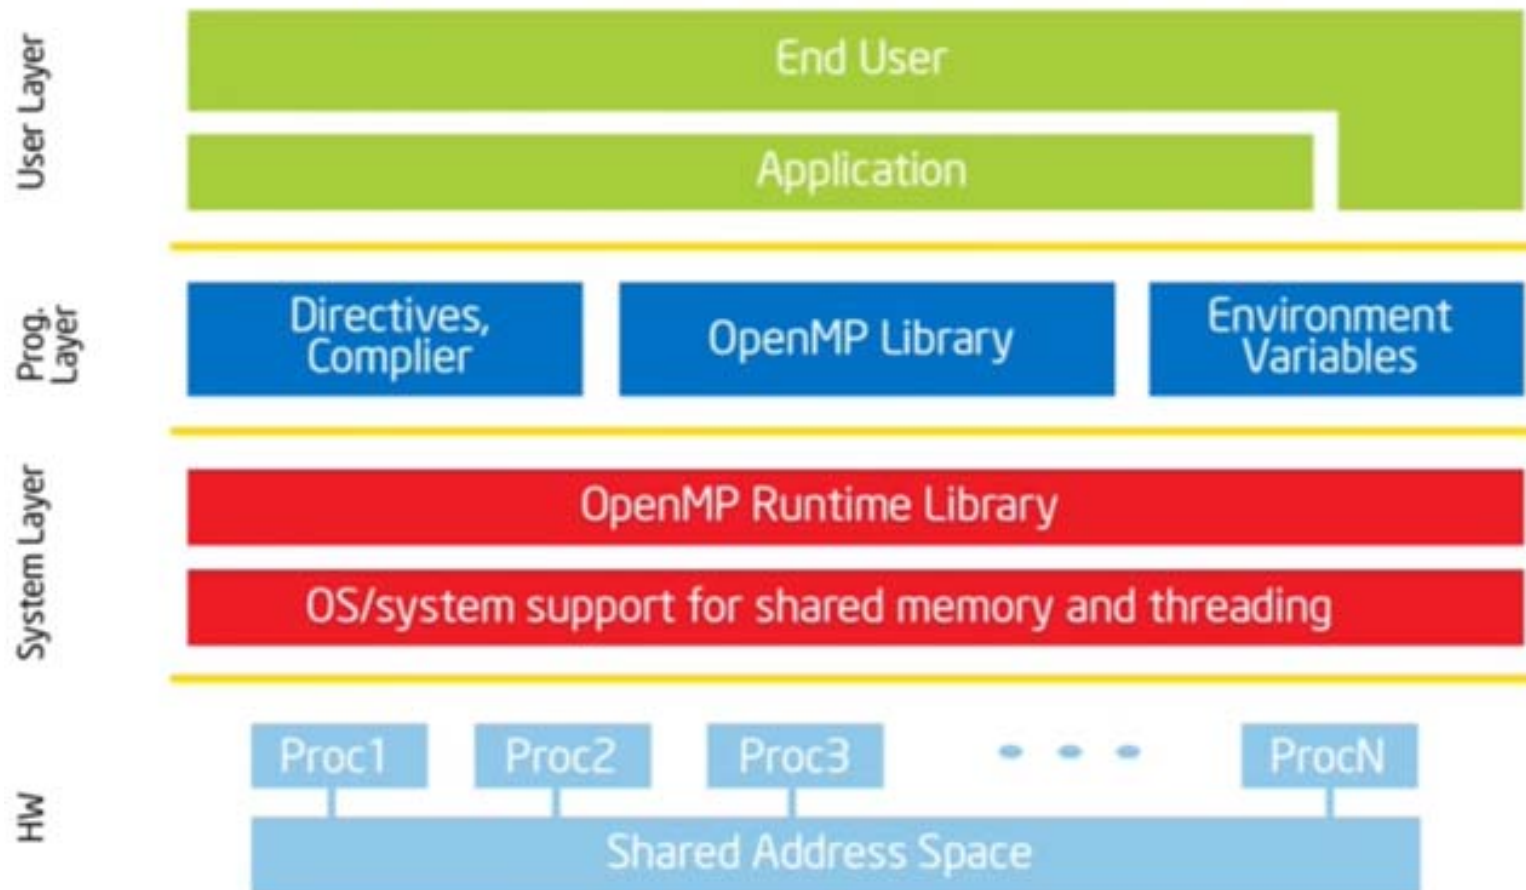 User Layer
End User
Application
Prog.
Layer
Directives,
Complier
OpenMP Library
Environment
Variables
System Layer
OpenMP Runtime Library
OS/system support for shared memory and threading
HW
Proc1
Proc2
Proc3
ProcN
Shared Address Space